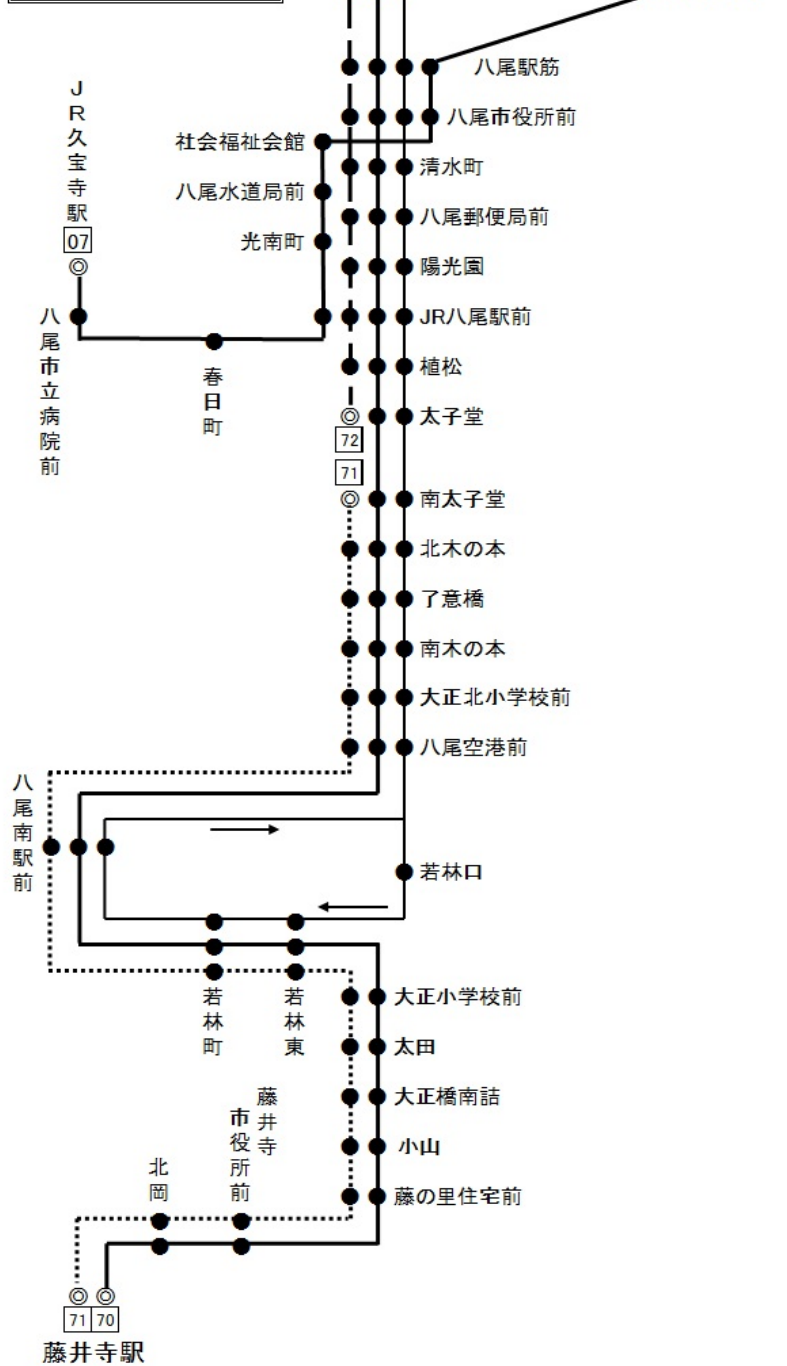 八尾駅筋
八尾市役所前
JR久宝寺駅
07
社会福祉会館
清水町
八尾水道局前
八尾郵便局前
光南町
陽光園
八尾市立病院前
JR八尾駅前
春日町
植松
太子堂
72
71
南太子堂
北木の本
了意橋
南木の本
大正北小学校前
八尾空港前
八尾南駅前
若林口
若林町
若林東
大正小学校前
太田
大正橋南詰
小山
藤の里住宅前
藤井寺
市役所前
北岡
71 70
藤井寺駅